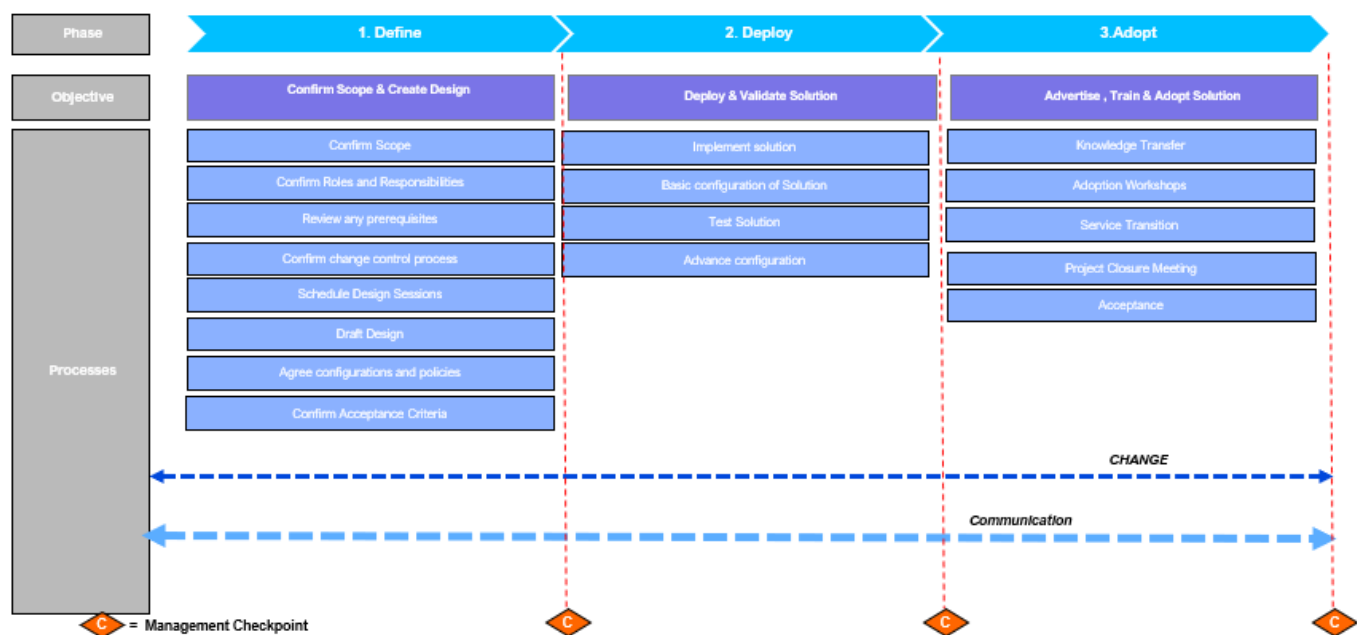 Phase
1. Define
2. Deploy
3.Adopt
Objective
Confirm Scope & Create Design
Deploy & Validate Solution
Advertise , Train & Adopt Solution
Processes
Confirm Scope
Confirm Roles and Responsibilities
Review any prerequisites
Confirm change control process
Schedule Design Sessions
Draft Design
Agree configurations and policies
Confirm Acceptance Criteria
Implement solution
Basic configuration of Solution
Test Solution
Advance configuration
Knowledge Transfer
Adoption Workshops
Service Transition
Project Closure Meeting
Acceptance
CHANGE
Communication
C = Management Checkpoint
C
C
C